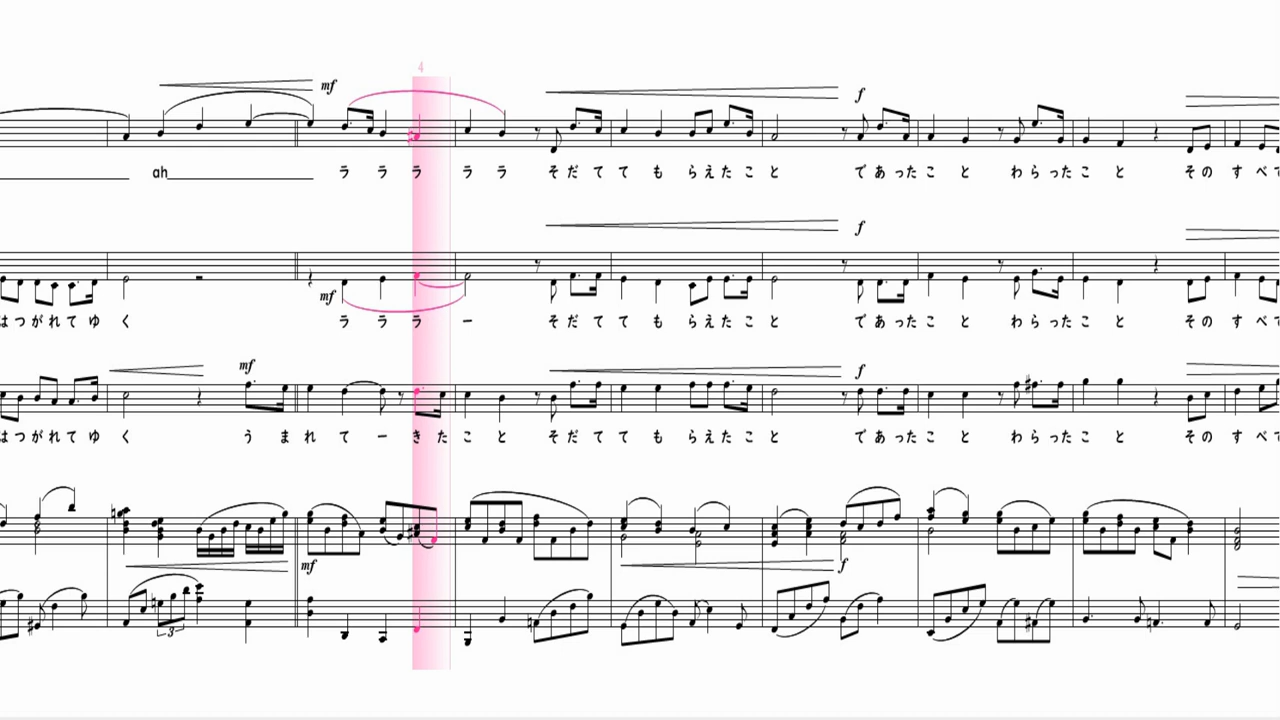 4
mf
f
ah ラ ラ ラ ラ ラ そ だ て て も ら え た こ と で あ っ た こ と わ ら っ た こ と そ の す べ て
f
mf
は つ が れ て ゆ く ラ ラ ラ ー そ だ て て も ら え た こ と で あ っ た こ と わ ら っ た こ と そ の す べ て
mf
f
は つ が れ て ゆ く う ま れ て ー き た こ と そ だ て て も ら え た こ と で あ っ た こ と わ ら っ た こ と そ の す べ て
mf
f
3